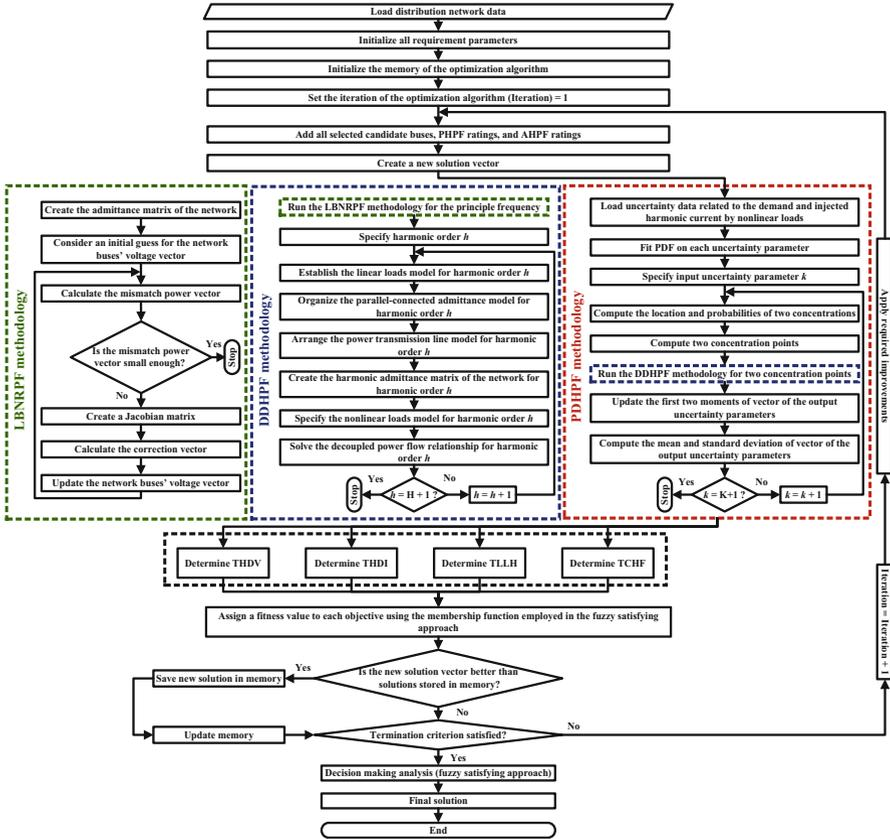 Load distribution network data
Initialize all requirement parameters
Initialize the memory of the optimization algorithm
Set the iteration of the optimization algorithm (Iteration) = 1
Add all selected candidate buses, PHPF ratings, and AHPF ratings
Create a new solution vector
LBNRPF methodology
Create the admittance matrix of the network
Consider an initial guess for the network
buses' voltage vector
Calculate the mismatch power vector
Is the mismatch power
vector small enough?
Yes
Stop
No
Create a Jacobian matrix
Calculate the correction vector
Update the network buses' voltage vector
DDHPF methodology
Run the LBNRPF methodology for the principle frequency
Specify harmonic order h
Establish the linear loads model for harmonic order h
Organize the parallel-connected admittance model for
harmonic order h
Arrange the power transmission line model for harmonic
order h
Create the harmonic admittance matrix of the network for
harmonic order h
Specify the nonlinear loads model for harmonic order h
Solve the decoupled power flow relationship for harmonic
order h
Yes
No
Stop
h = H + 1 ?
h = h + 1
PDHPF methodology
Load uncertainty data related to the demand and injected
harmonic current by nonlinear loads
Fit PDF on each uncertainty parameter
Specify input uncertainty parameter k
Compute the location and probabilities of two concentrations
Compute two concentration points
Run the DDHPF methodology for two concentration points
Update the first two moments of vector of the output
uncertainty parameters
Compute the mean and standard deviation of vector of the
output uncertainty parameters
Yes
No
Stop
k = K+1 ?
k = k + 1
Apply required improvements
Iteration = Iteration + 1
Determine THDV
Determine THDI
Determine TLLH
Determine TCHF
Assign a fitness value to each objective using the membership function employed in the fuzzy satisfying
approach
Is the new solution vector better than
solutions stored in memory?
Yes
Save new solution in memory
No
Update memory
Termination criterion satisfied?
No
Yes
Decision making analysis (fuzzy satisfying approach)
Final solution
End